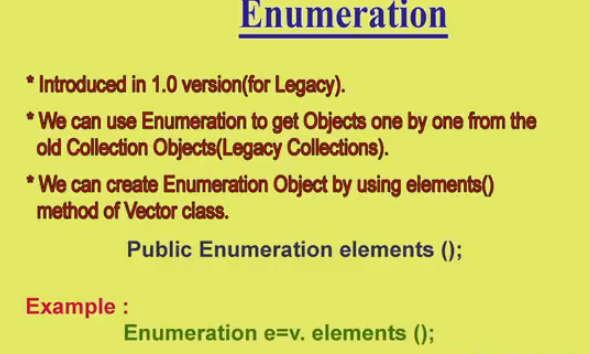 Enumeration
* Introduced in 1.0 version(for Legacy).
* We can use Enumeration to get Objects one by one from the
old Collection Objects(Legacy Collections).
* We can create Enumeration Object by using elements()
method of Vector class.
Public Enumeration elements ();
Example :
Enumeration e=v. elements ();